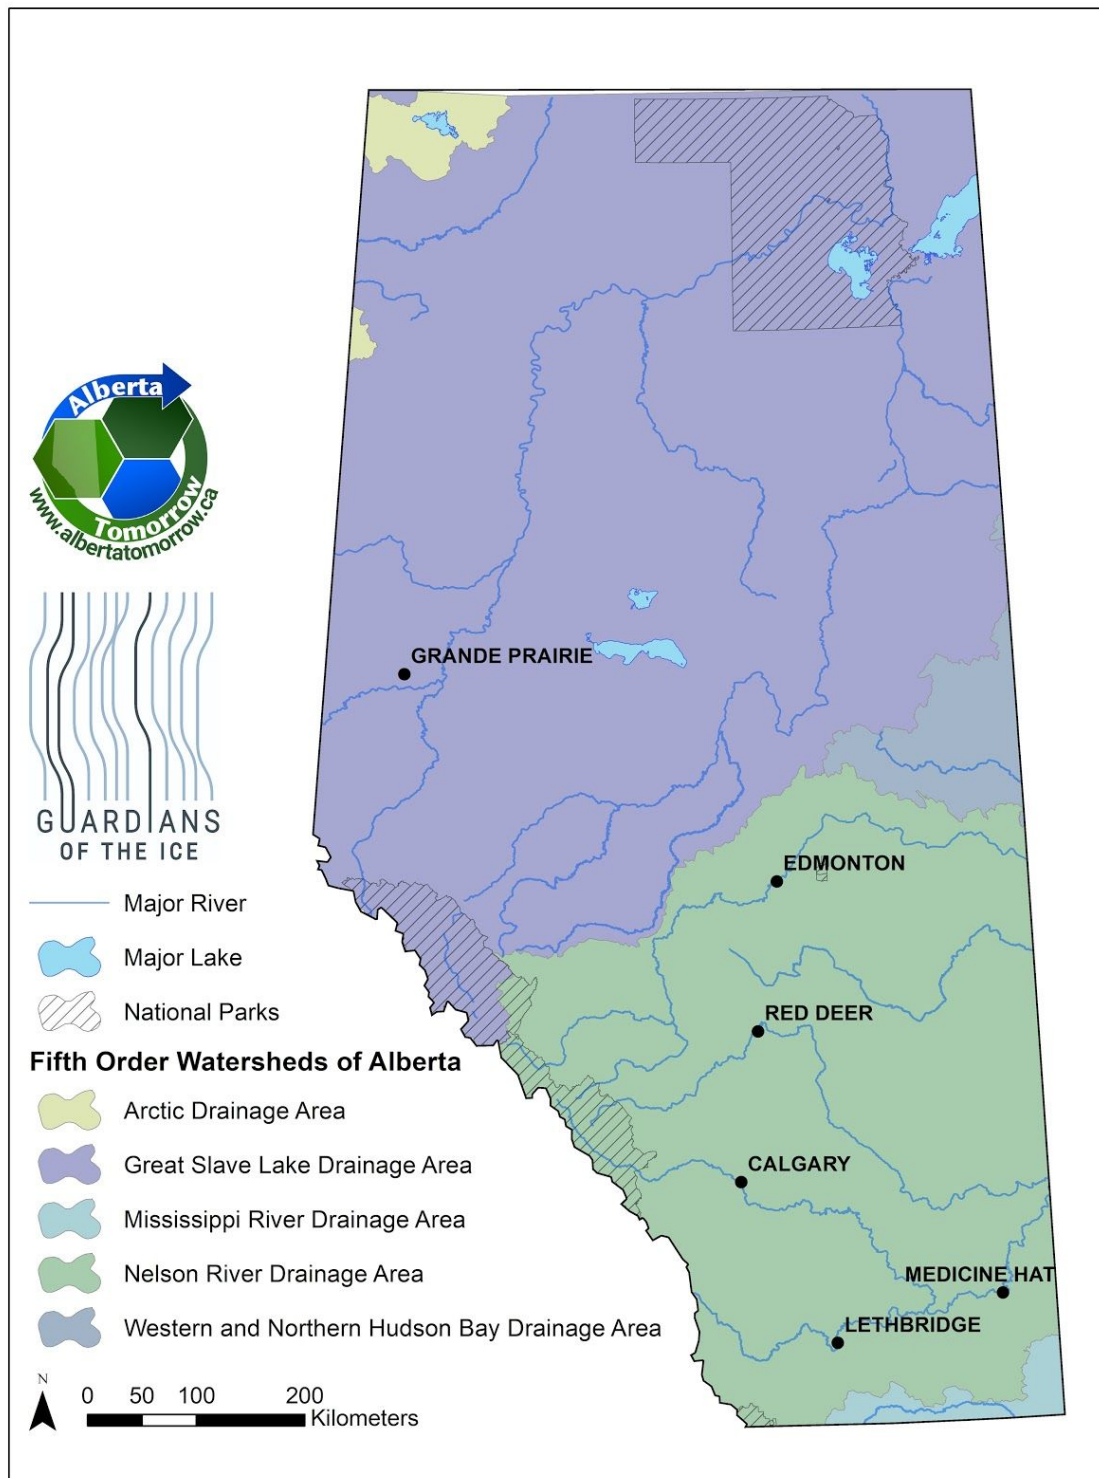 Alberta
Tomorrow
www.albertatomorrow.ca
GUARDIANS
OF THE ICE
Major River
Major Lake
National Parks
Fifth Order Watersheds of Alberta
Arctic Drainage Area
Great Slave Lake Drainage Area
Mississippi River Drainage Area
Nelson River Drainage Area
Western and Northern Hudson Bay Drainage Area
N
0 50 100 200
Kilometers
GRANDE PRAIRIE
EDMONTON
RED DEER
CALGARY
MEDICINE HAT
LETHBRIDGE